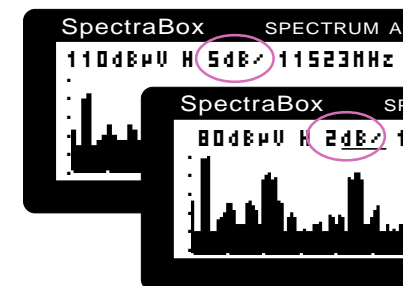 SpectraBox SPECTRUM A
110dBµV H 5dB/ 11523MHz
SpectraBox SP
80dBµV H 2dB/ 1